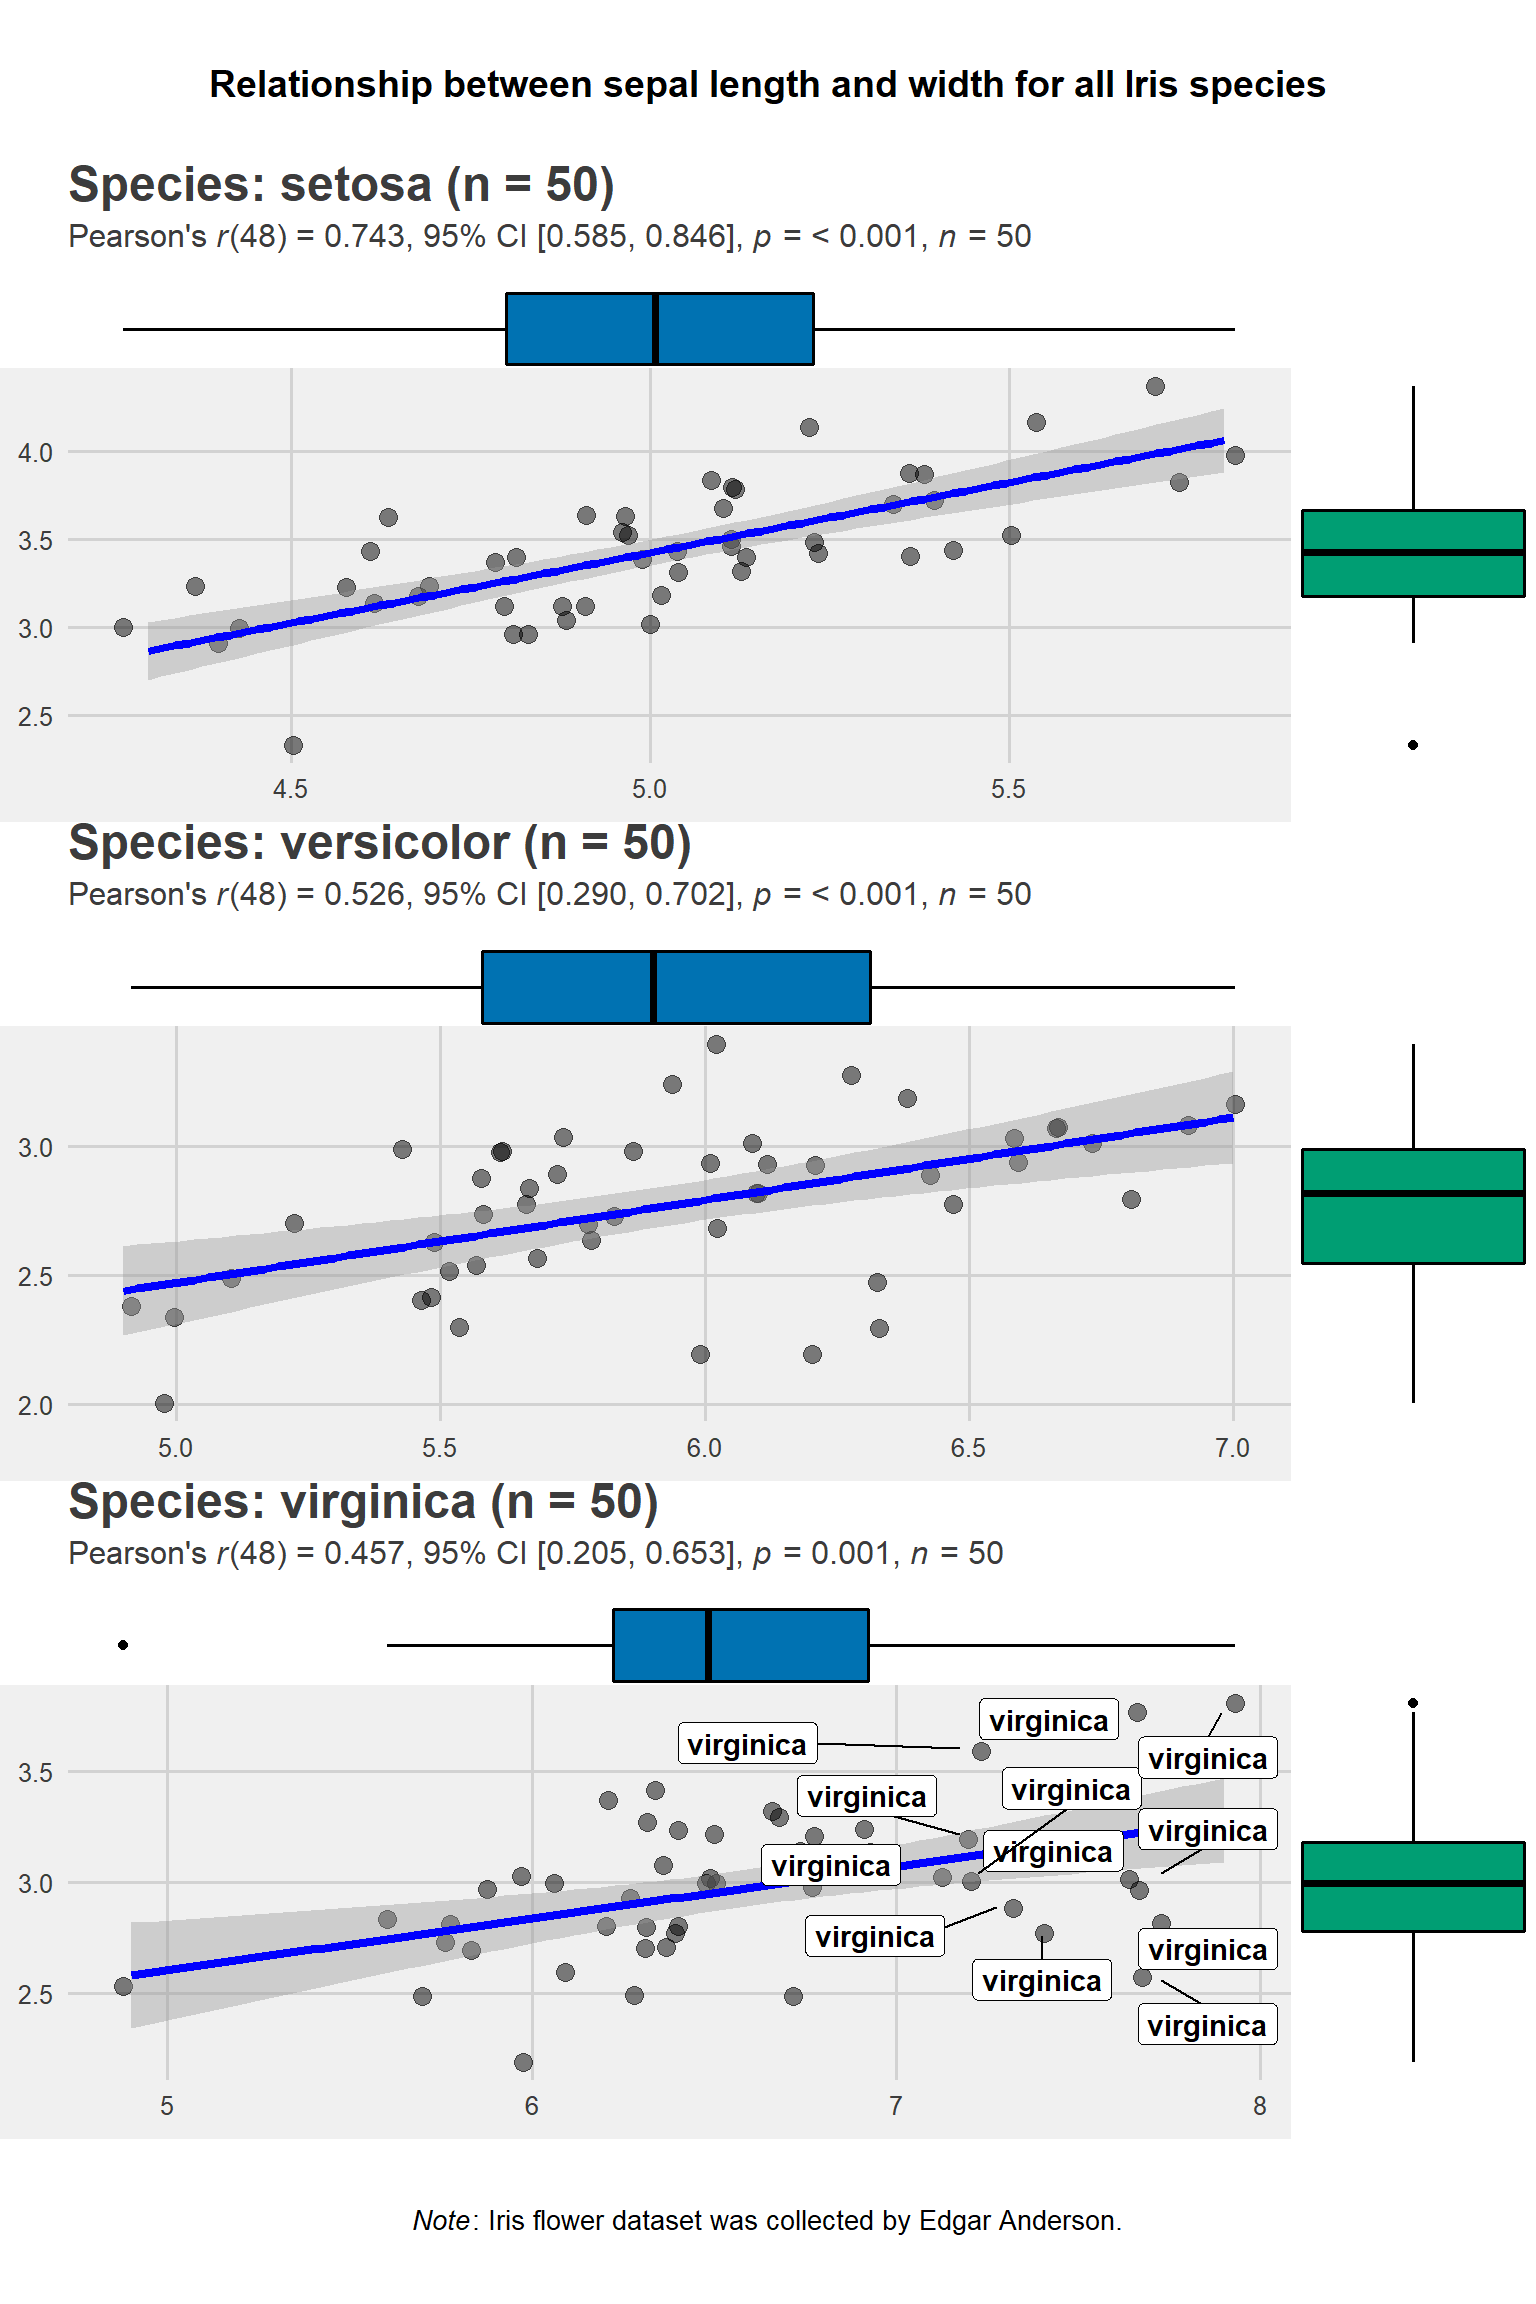 Relationship between sepal length and width for all Iris species
Species: setosa (n = 50)
Pearson's r(48) = 0.743, 95% CI [0.585, 0.846], p = < 0.001, n = 50
4.0
3.5
3.0
2.5
4.5 5.0 5.5
Species: versicolor (n = 50)
Pearson's r(48) = 0.526, 95% CI [0.290, 0.702], p = < 0.001, n = 50
3.0
2.5
2.0
5.0 5.5 6.0 6.5 7.0
Species: virginica (n = 50)
Pearson's r(48) = 0.457, 95% CI [0.205, 0.653], p = 0.001, n = 50
virginica
virginica
virginica
3.5
virginica
virginica
virginica
virginica
virginica
3.0
virginica
virginica
virginica
2.5
virginica
5 6 7 8
Note: Iris flower dataset was collected by Edgar Anderson.